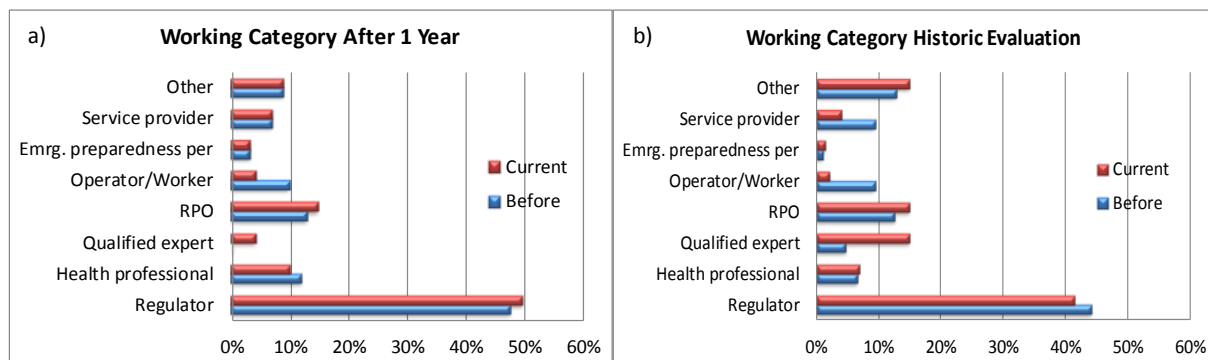 a)
Working Category After 1 Year
Other
Service provider
Emrg. preparedness per
Operator/Worker
RPO
Qualified expert
Health professional
Regulator
Current
Before
0% 10% 20% 30% 40% 50% 60%
b)
Working Category Historic Evaluation
Other
Service provider
Emrg. preparedness per
Operator/Worker
RPO
Qualified expert
Health professional
Regulator
Current
Before
0% 10% 20% 30% 40% 50% 60%